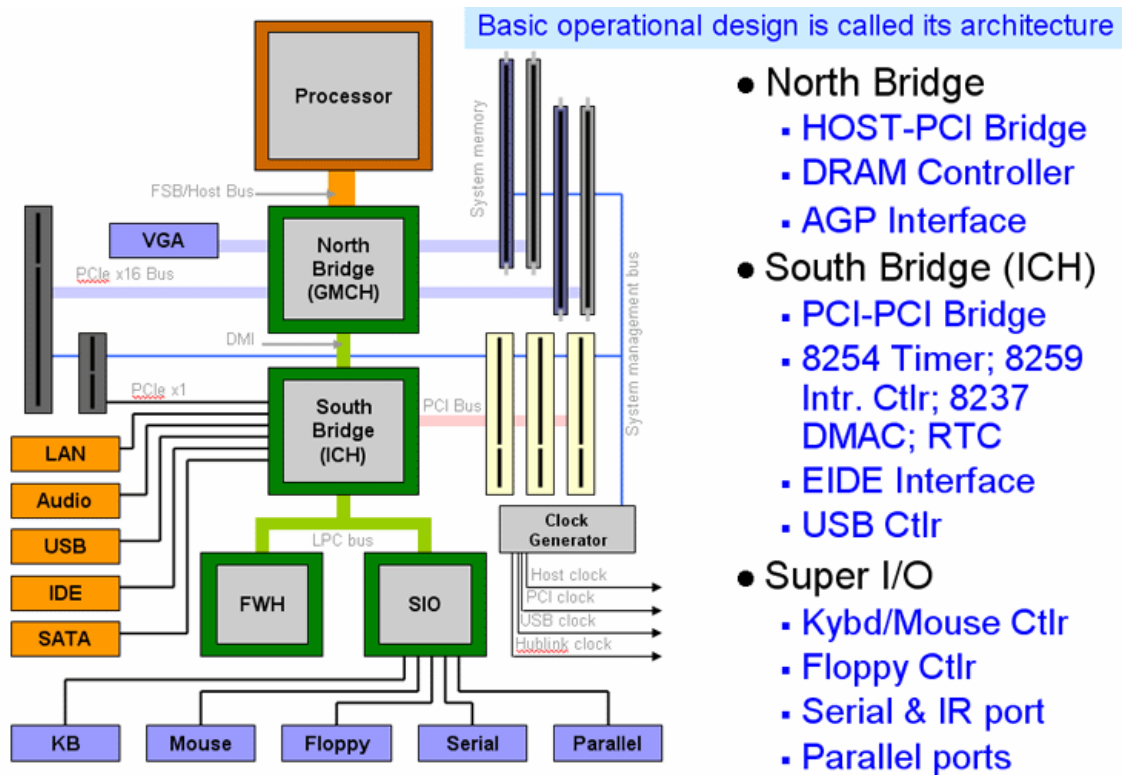 Basic operational design is called its architecture
Processor
System memory
FSB/Host Bus
VGA
North
Bridge
(GMCH)
PCIe x16 Bus
DMI
System management bus
PCIe x1
South
Bridge
(ICH)
PCI Bus
LAN
Audio
USB
IDE
SATA
LPC bus
FWH
SIO
Clock
Generator
Host clock
PCI clock
USB clock
Hublink clock
KB
Mouse
Floppy
Serial
Parallel
● North Bridge
▪ HOST-PCI Bridge
▪ DRAM Controller
▪ AGP Interface
● South Bridge (ICH)
▪ PCI-PCI Bridge
▪ 8254 Timer; 8259
Intr. Ctlr; 8237
DMAC; RTC
▪ EIDE Interface
▪ USB Ctlr
● Super I/O
▪ Kybd/Mouse Ctlr
▪ Floppy Ctlr
▪ Serial & IR port
▪ Parallel ports